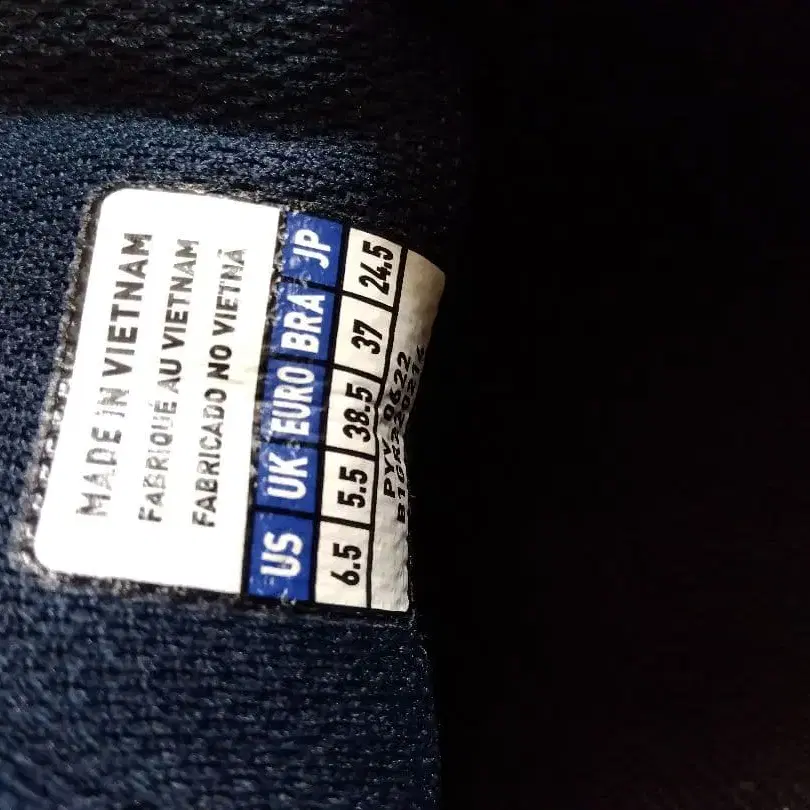 MADE IN VIETNAM
FABRIQUÉ AU VIETNAM
FABRICADO NO VIETNÃ
US UK EURO BRA JP
6.5 5.5 38.5 37 24.5
PYV 0622